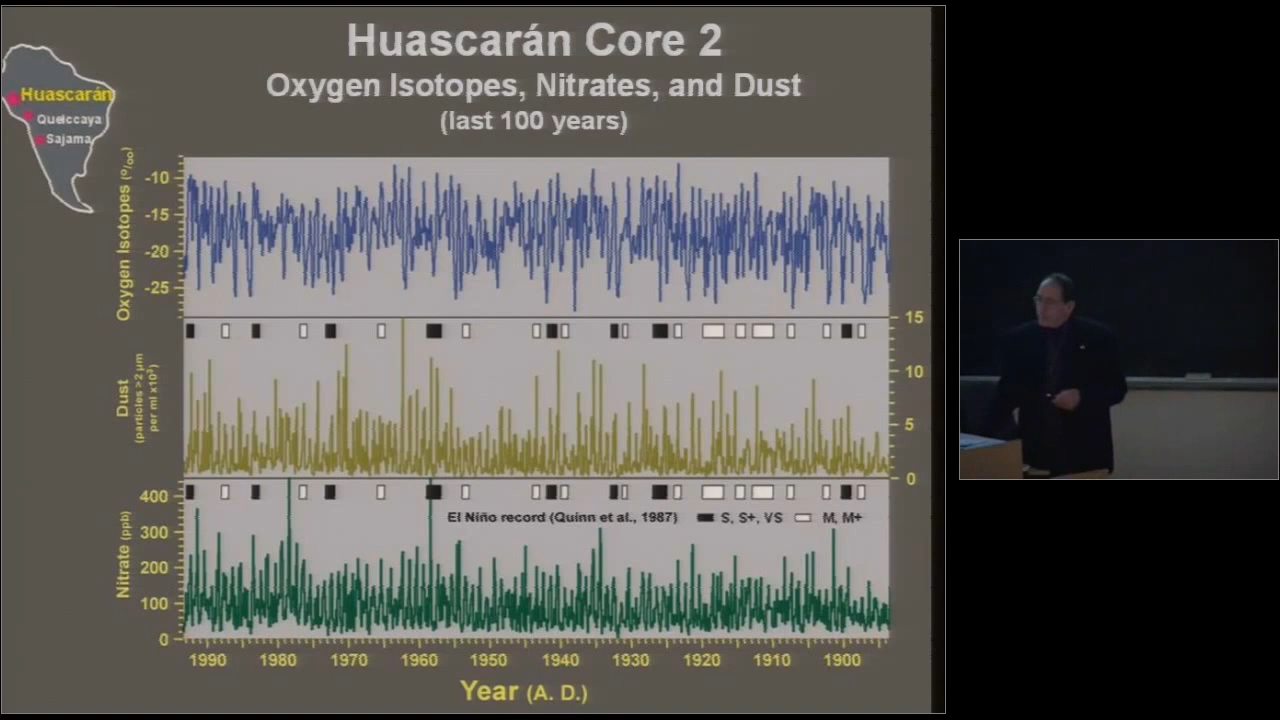 Huascarán Core 2
Oxygen Isotopes, Nitrates, and Dust
(last 100 years)
Huascarán
Quelccaya
Sajama
Oxygen Isotopes (o/oo)
-10
-15
-20
-25
Dust
(particles >2 µm
per ml x10³)
15
10
5
0
El Niño record (Quinn et al., 1987) S, S+, VS M, M+
Nitrate (ppb)
400
300
200
100
0
1990 1980 1970 1960 1950 1940 1930 1920 1910 1900
Year (A. D.)